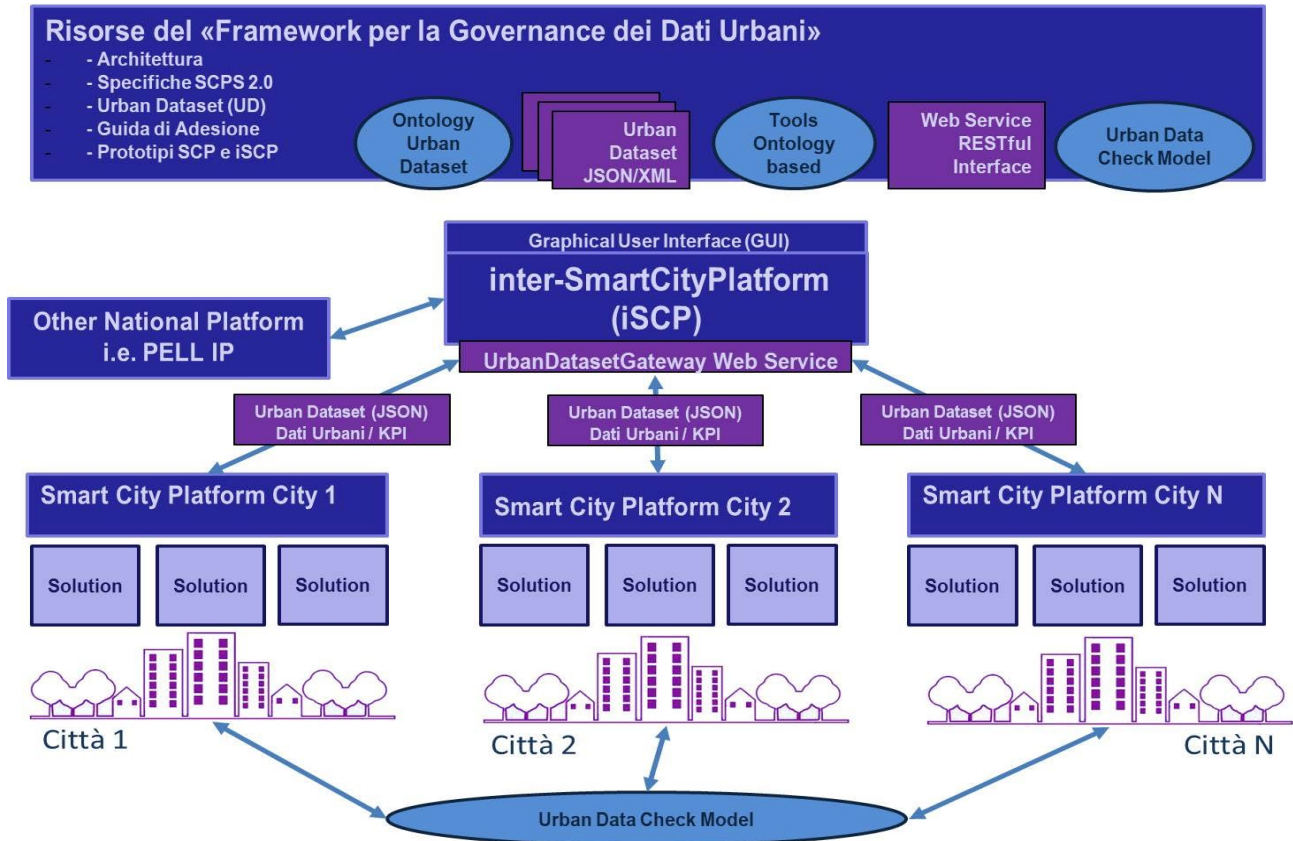 Risorse del «Framework per la Governance dei Dati Urbani»
- - Architettura
- - Specifiche SCPS 2.0
- - Urban Dataset (UD)
- - Guida di Adesione
- - Prototipi SCP e iSCP
Ontology
Urban
Dataset
Urban
Dataset
JSON/XML
Tools
Ontology
based
Web Service
RESTful
Interface
Urban Data
Check Model
Graphical User Interface (GUI)
inter-SmartCityPlatform
(iSCP)
Other National Platform
i.e. PELL IP
UrbanDatasetGateway Web Service
Urban Dataset (JSON)
Dati Urbani / KPI
Urban Dataset (JSON)
Dati Urbani / KPI
Urban Dataset (JSON)
Dati Urbani / KPI
Smart City Platform City 1
Smart City Platform City 2
Smart City Platform City N
Solution
Solution
Solution
Solution
Solution
Solution
Solution
Solution
Solution
Città 1
Città 2
Città N
Urban Data Check Model